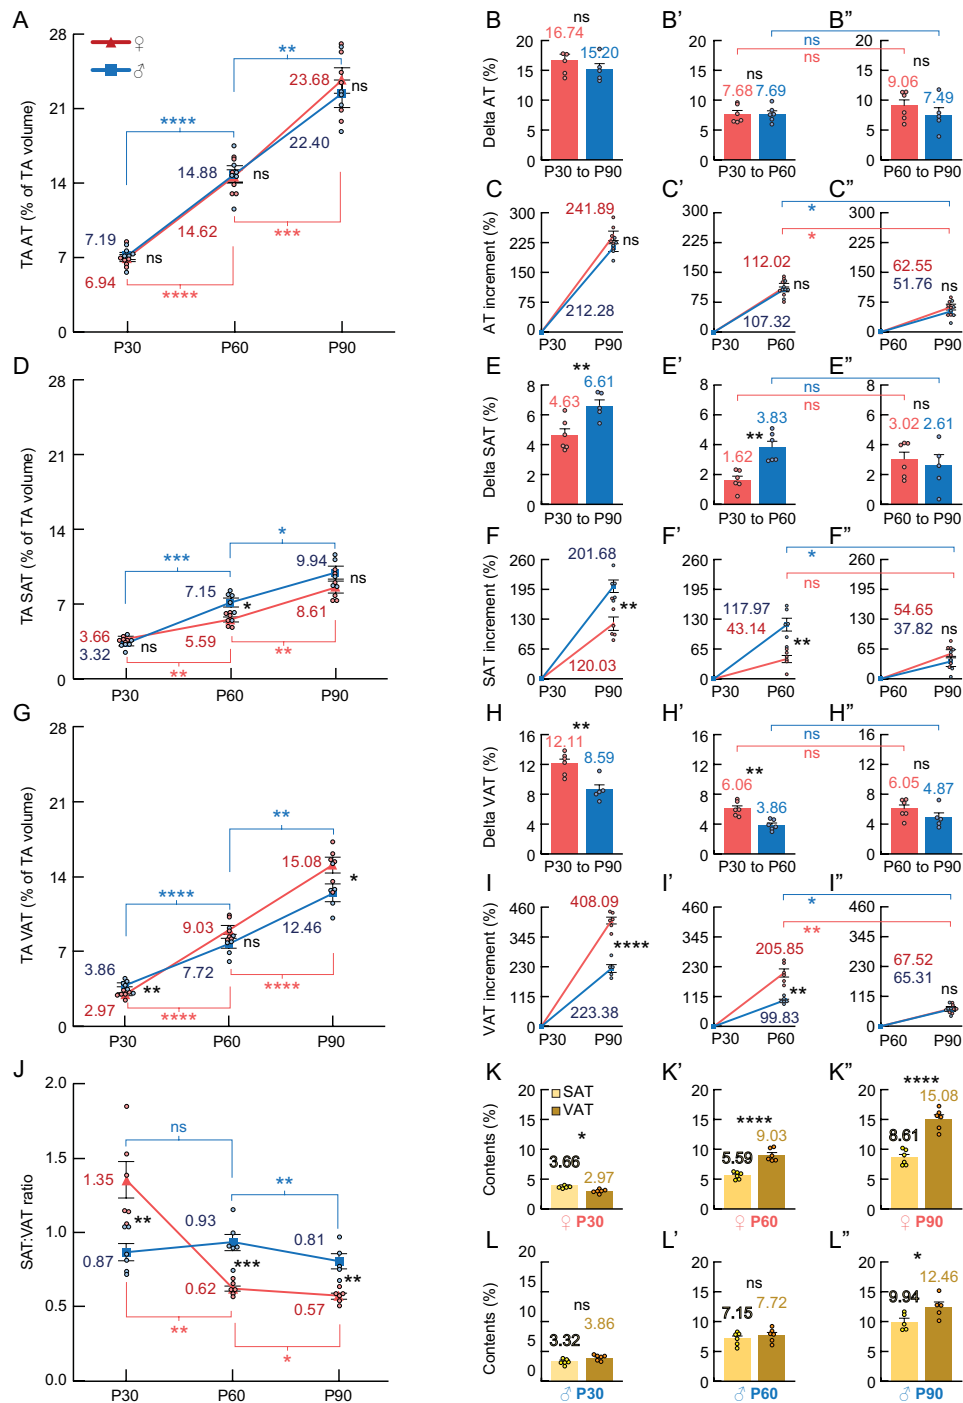 A
TA AT (% of TA volume)
28
21
14
7
0
♀
♂
7.19
6.94
ns
14.88
14.62
ns
23.68
22.40
ns
****
**
****
***
P30
P60
P90
B
Delta AT (%)
20
15
10
5
0
ns
16.74
15.20
P30 to P90
B'
20
15
10
5
0
ns
7.68
7.69
P30 to P60
ns
ns
B"
20
15
10
5
0
ns
9.06
7.49
P60 to P90
C
AT increment (%)
300
225
150
75
0
241.89
212.28
ns
P30
P90
C'
300
225
150
75
0
112.02
107.32
ns
P30
P60
*
*
C"
300
225
150
75
0
62.55
51.76
ns
P60
P90
D
TA SAT (% of TA volume)
28
21
14
7
0
3.66
3.32
ns
7.15
5.59
*
9.94
8.61
ns
***
*
**
**
P30
P60
P90
E
Delta SAT (%)
8
6
4
2
0
**
4.63
6.61
P30 to P90
E'
8
6
4
2
0
**
1.62
3.83
P30 to P60
ns
ns
E"
8
6
4
2
0
ns
3.02
2.61
P60 to P90
F
SAT increment (%)
260
195
130
65
0
201.68
120.03
**
P30
P90
F'
260
195
130
65
0
117.97
43.14
**
P30
P60
*
ns
F"
260
195
130
65
0
54.65
37.82
ns
P60
P90
G
TA VAT (% of TA volume)
28
21
14
7
0
3.86
2.97
**
9.03
7.72
ns
15.08
12.46
*
****
**
****
****
P30
P60
P90
H
Delta VAT (%)
16
12
8
4
0
**
12.11
8.59
P30 to P90
H'
16
12
8
4
0
**
6.06
3.86
P30 to P60
ns
ns
H"
16
12
8
4
0
ns
6.05
4.87
P60 to P90
I
VAT increment (%)
460
345
230
115
0
408.09
223.38
****
P30
P90
I'
460
345
230
115
0
205.85
99.83
**
P30
P60
*
**
I"
460
345
230
115
0
67.52
65.31
ns
P60
P90
J
SAT:VAT ratio
2.0
1.5
1.0
0.5
0
1.35
0.87
**
0.93
0.62
***
0.81
0.57
**
ns
**
**
*
P30
P60
P90
K
Contents (%)
20
15
10
5
0
SAT
VAT
*
3.66
2.97
♀ P30
K'
20
15
10
5
0
****
5.59
9.03
♀ P60
K"
20
15
10
5
0
****
8.61
15.08
♀ P90
L
Contents (%)
20
15
10
5
0
ns
3.32
3.86
♂ P30
L'
20
15
10
5
0
ns
7.15
7.72
♂ P60
L"
20
15
10
5
0
*
9.94
12.46
♂ P90